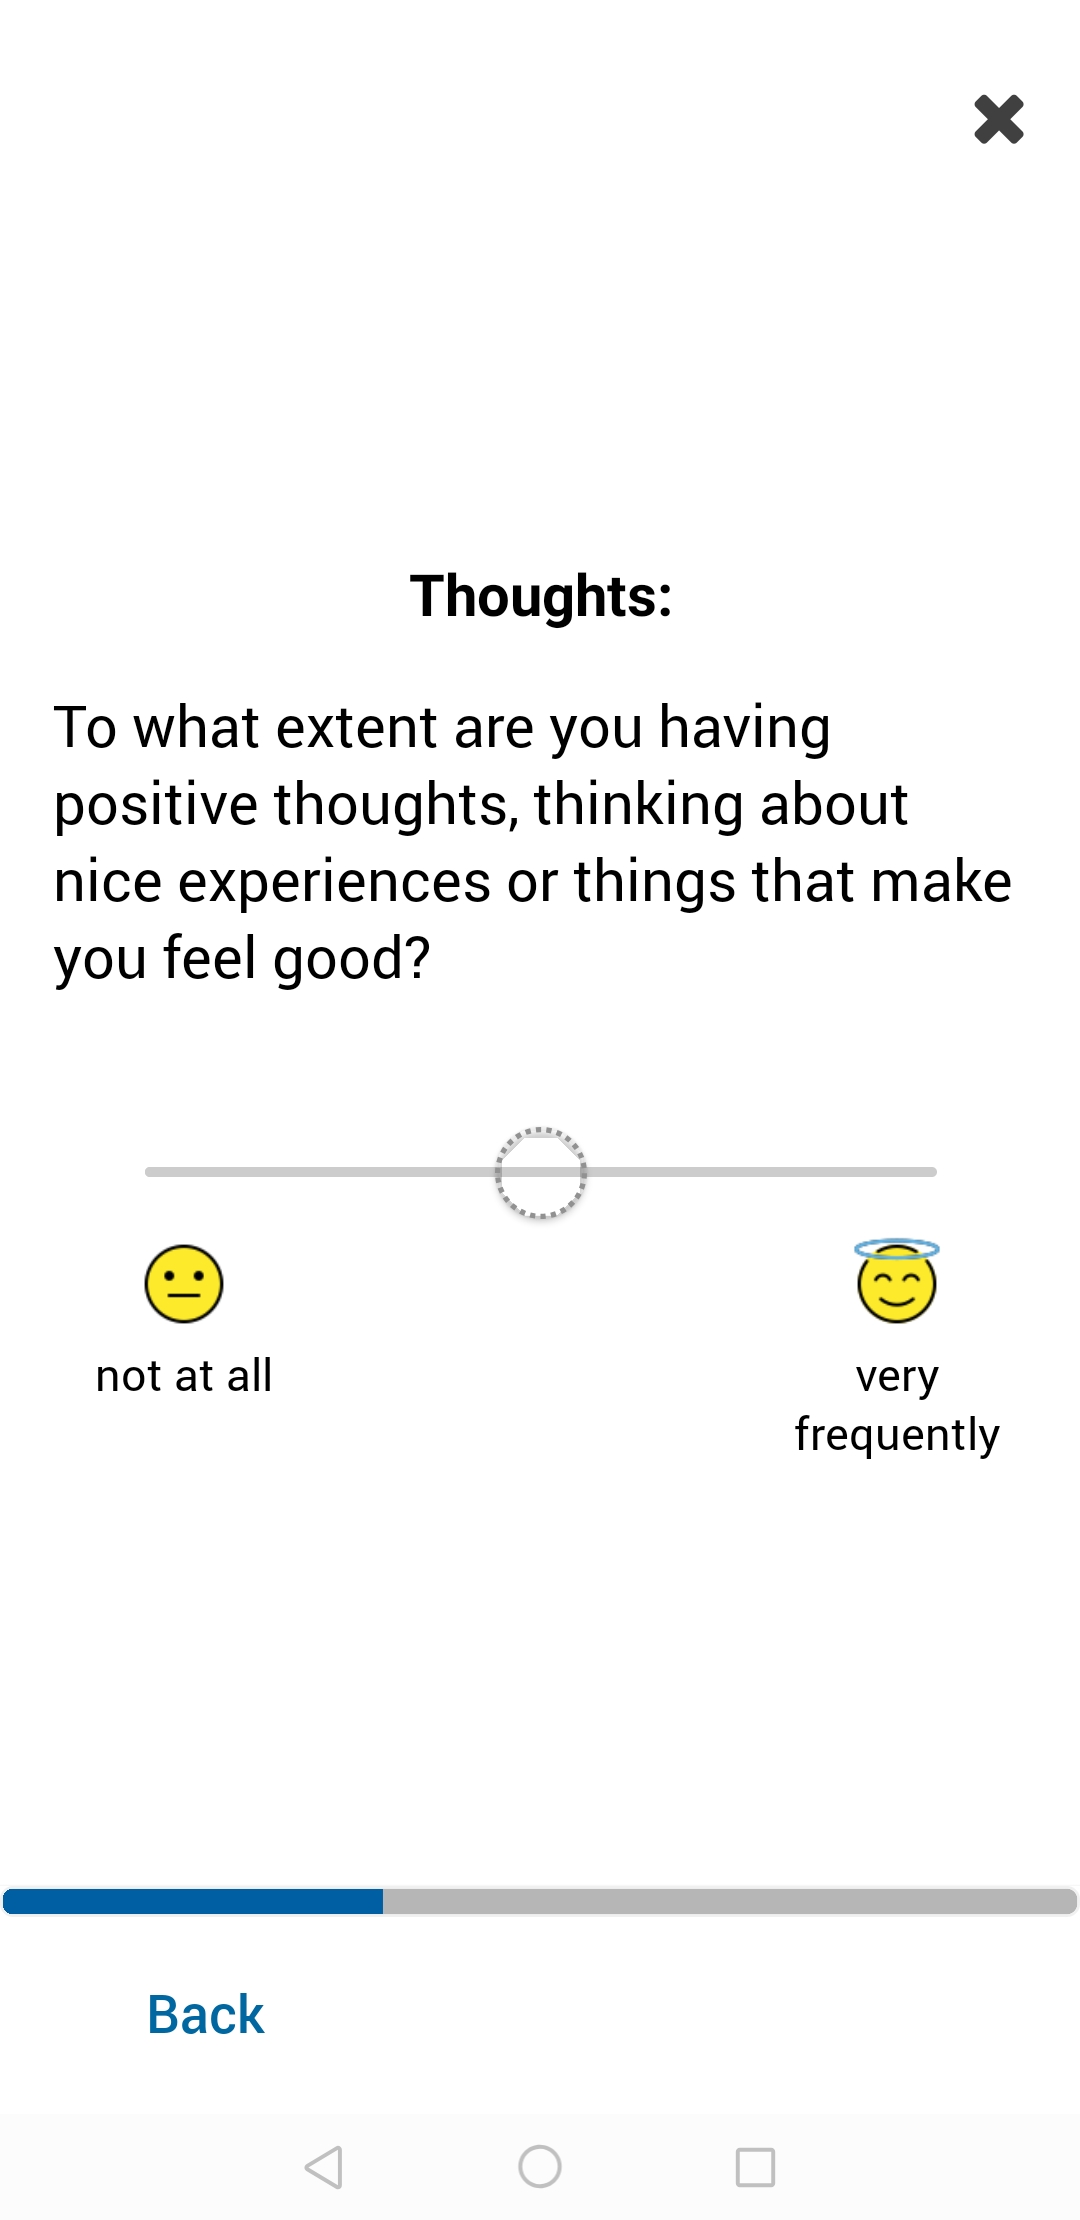 Thoughts:
To what extent are you having
positive thoughts, thinking about
nice experiences or things that make
you feel good?
not at all
very
frequently
Back